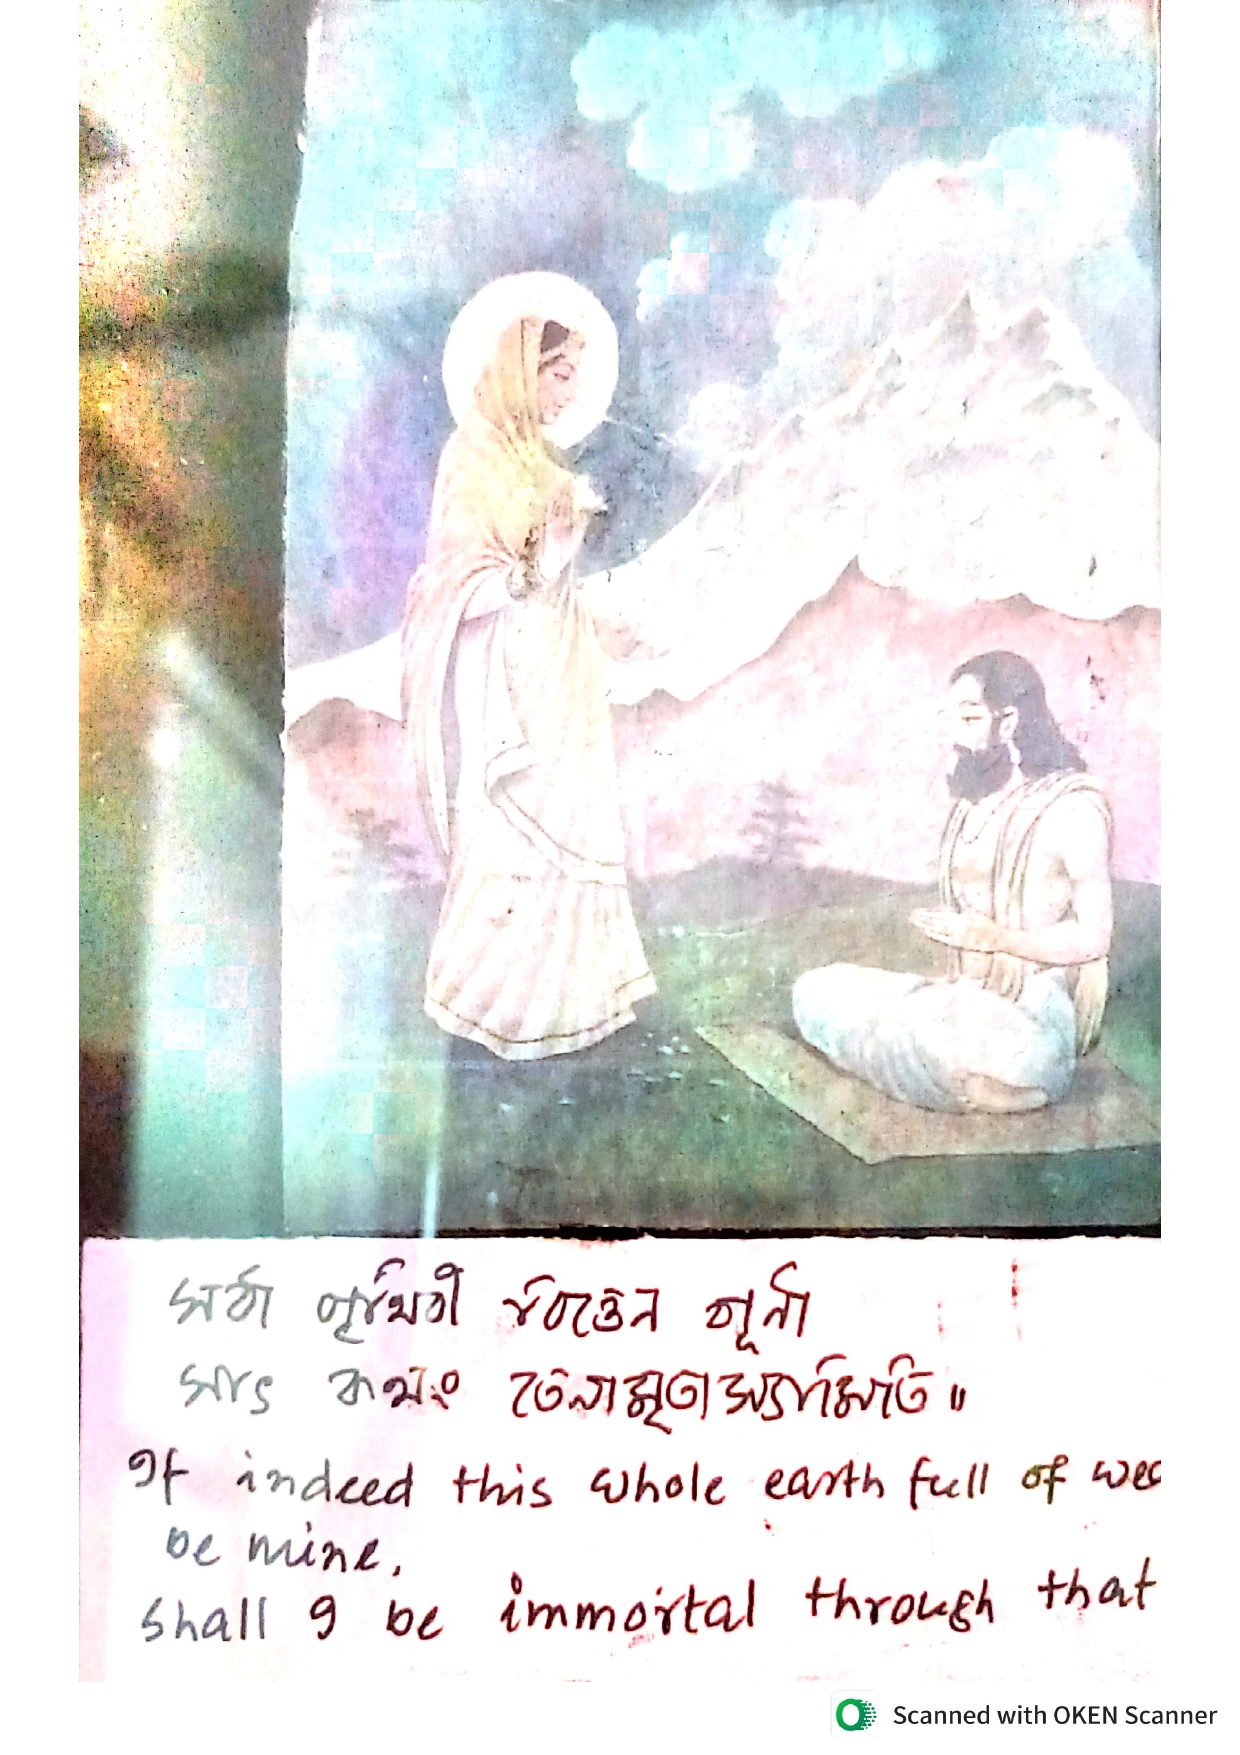 সর্বা পৃথিবী বিত্তেন পূর্না
স্যাৎ কথং তেনামৃতা
If indeed this whole earth full of
be mine,
shall I be immortal through that
Scanned with OKEN Scanner